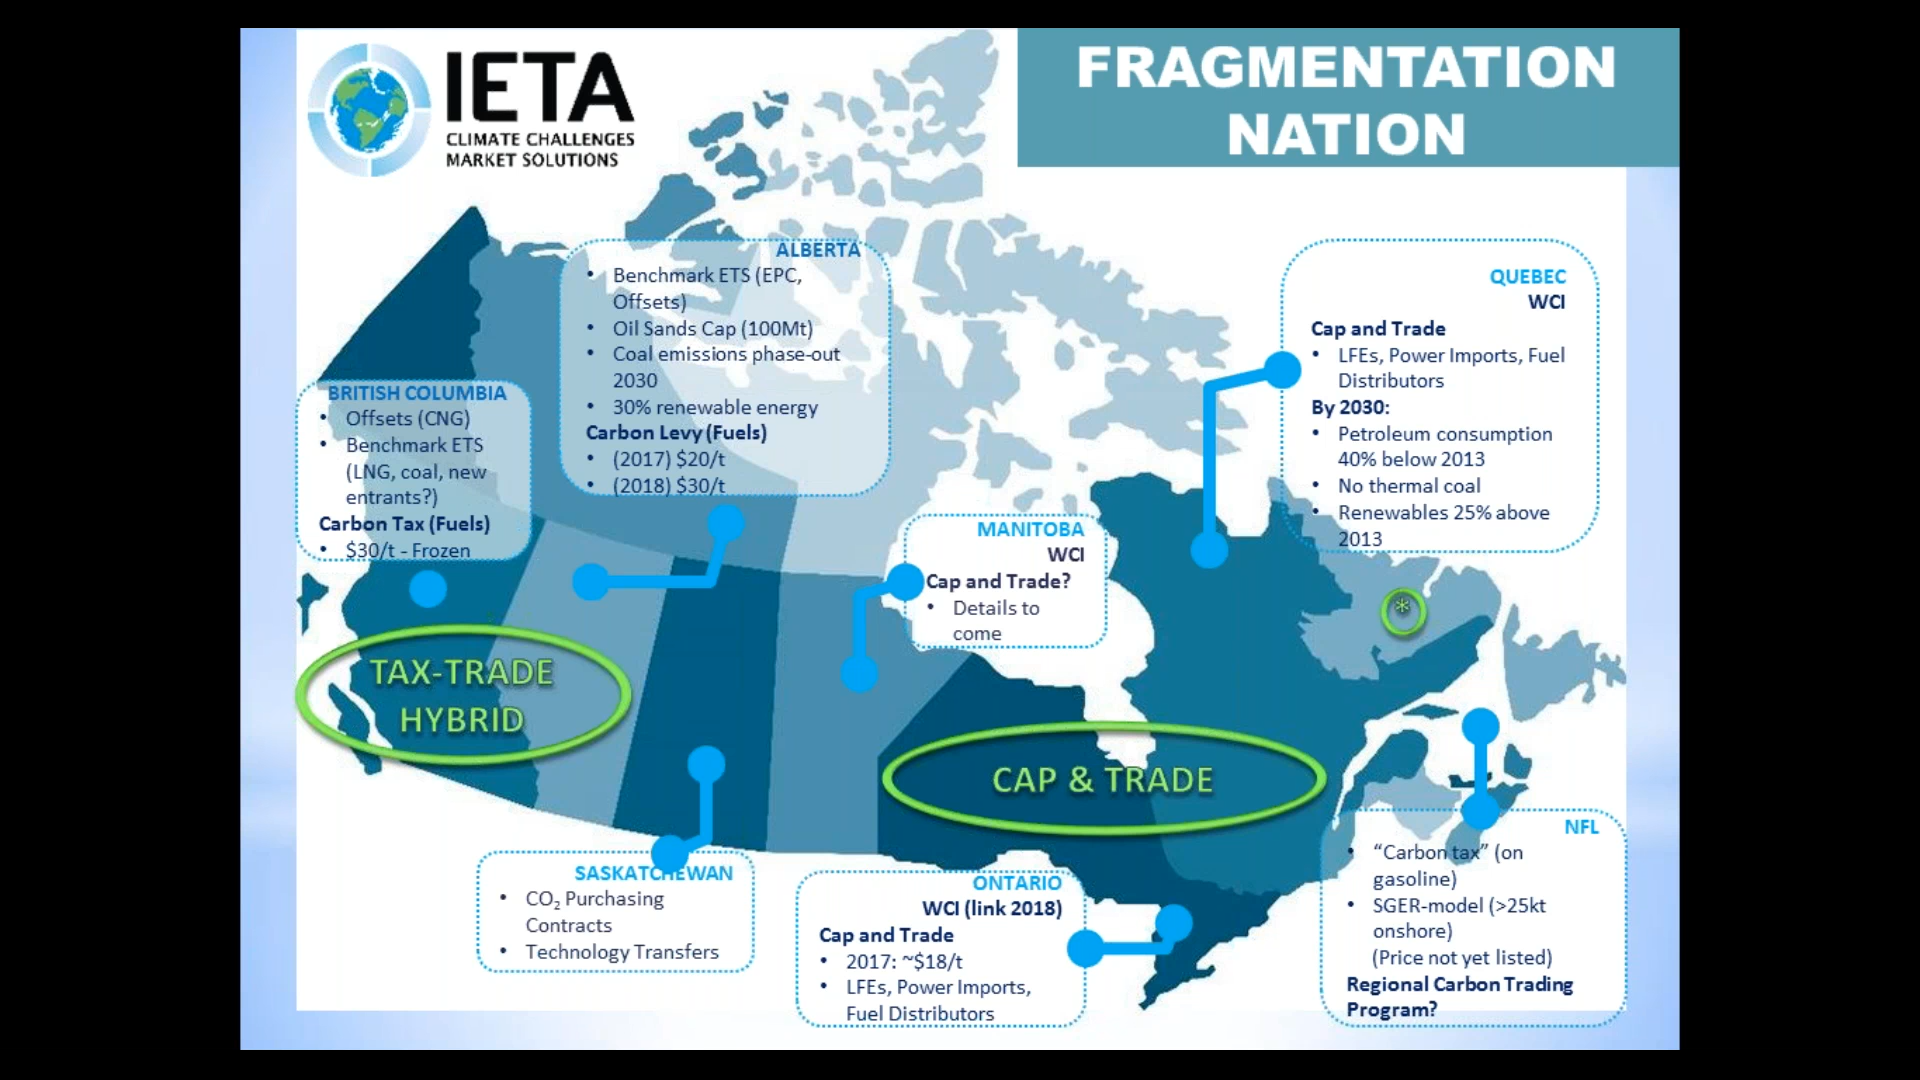 IETA
CLIMATE CHALLENGES
MARKET SOLUTIONS
FRAGMENTATION
NATION
ALBERTA
• Benchmark ETS (EPC,
Offsets)
• Oil Sands Cap (100Mt)
• Coal emissions phase-out
2030
• 30% renewable energy
Carbon Levy (Fuels)
• (2017) $20/t
• (2018) $30/t
QUEBEC
WCI
Cap and Trade
• LFEs, Power Imports, Fuel
Distributors
By 2030:
• Petroleum consumption
40% below 2013
• No thermal coal
• Renewables 25% above
2013
BRITISH COLUMBIA
• Offsets (CNG)
• Benchmark ETS
(LNG, coal, new
entrants?)
Carbon Tax (Fuels)
• $30/t - Frozen
MANITOBA
WCI
Cap and Trade?
• Details to
come
*
TAX-TRADE
HYBRID
CAP & TRADE
SASKATCHEWAN
• CO₂ Purchasing
Contracts
• Technology Transfers
ONTARIO
WCI (link 2018)
Cap and Trade
• 2017: ~$18/t
• LFEs, Power Imports,
Fuel Distributors
NFL
• “Carbon tax” (on
gasoline)
• SGER-model (>25kt
onshore)
(Price not yet listed)
Regional Carbon Trading
Program?